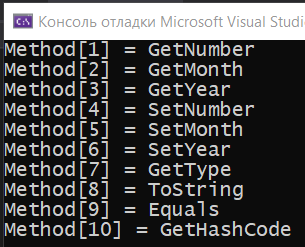 Консоль отладки Microsoft Visual Studi
Method[1] = GetNumber
Method[2] = GetMonth
Method[3] = GetYear
Method[4] = SetNumber
Method[5] = SetMonth
Method[6] = SetYear
Method[7] = GetType
Method[8] = ToString
Method[9] = Equals
Method[10] = GetHashCode